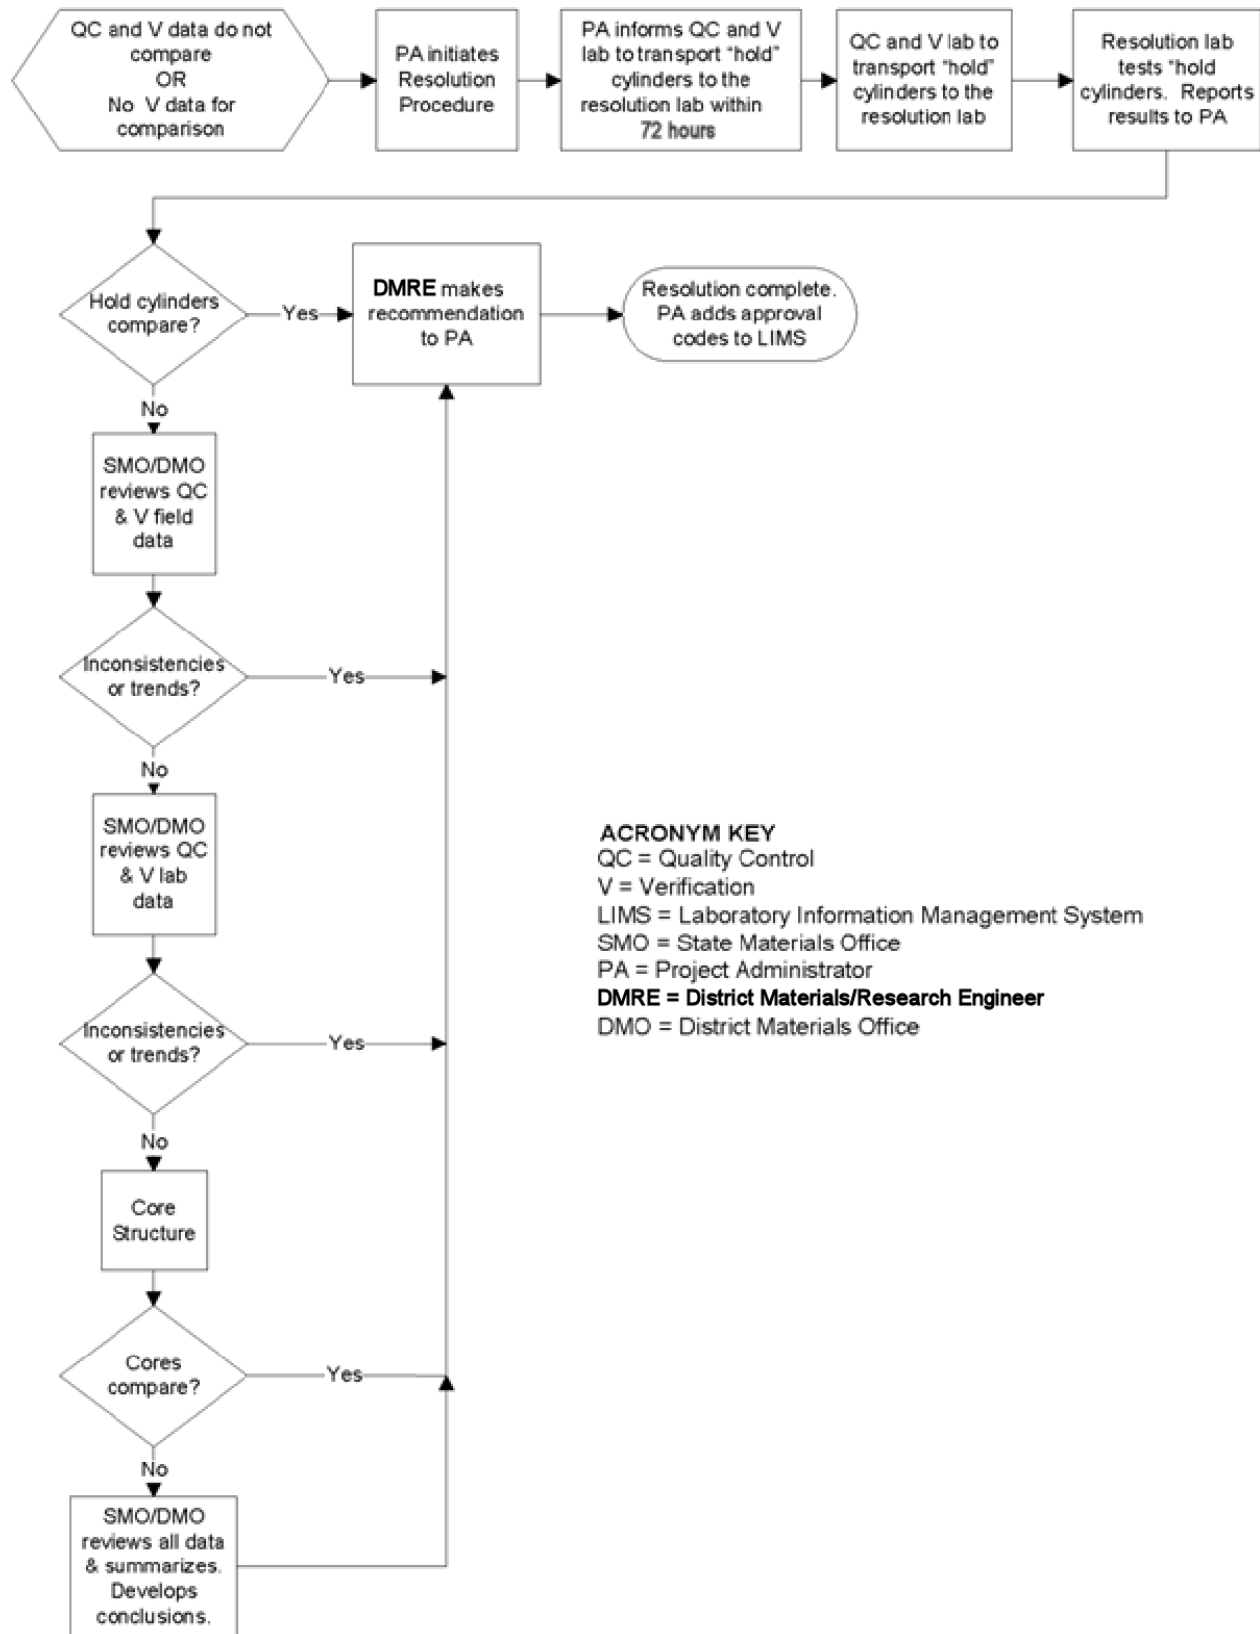 QC and V data do not
compare
OR
No V data for
comparison
PA initiates
Resolution
Procedure
PA informs QC and V
lab to transport “hold”
cylinders to the
resolution lab within
72 hours
QC and V lab to
transport “hold”
cylinders to the
resolution lab
Resolution lab
tests “hold
cylinders. Reports
results to PA
Hold cylinders
compare?
Yes
DMRE makes
recommendation
to PA
Resolution complete.
PA adds approval
codes to LIMS
No
SMO/DMO
reviews QC
& V field
data
Inconsistencies
or trends?
Yes
No
SMO/DMO
reviews QC
& V lab
data
Inconsistencies
or trends?
Yes
No
Core
Structure
Cores
compare?
Yes
No
SMO/DMO
reviews all data
& summarizes.
Develops
conclusions.
ACRONYM KEY
QC = Quality Control
V = Verification
LIMS = Laboratory Information Management System
SMO = State Materials Office
PA = Project Administrator
DMRE = District Materials/Research Engineer
DMO = District Materials Office